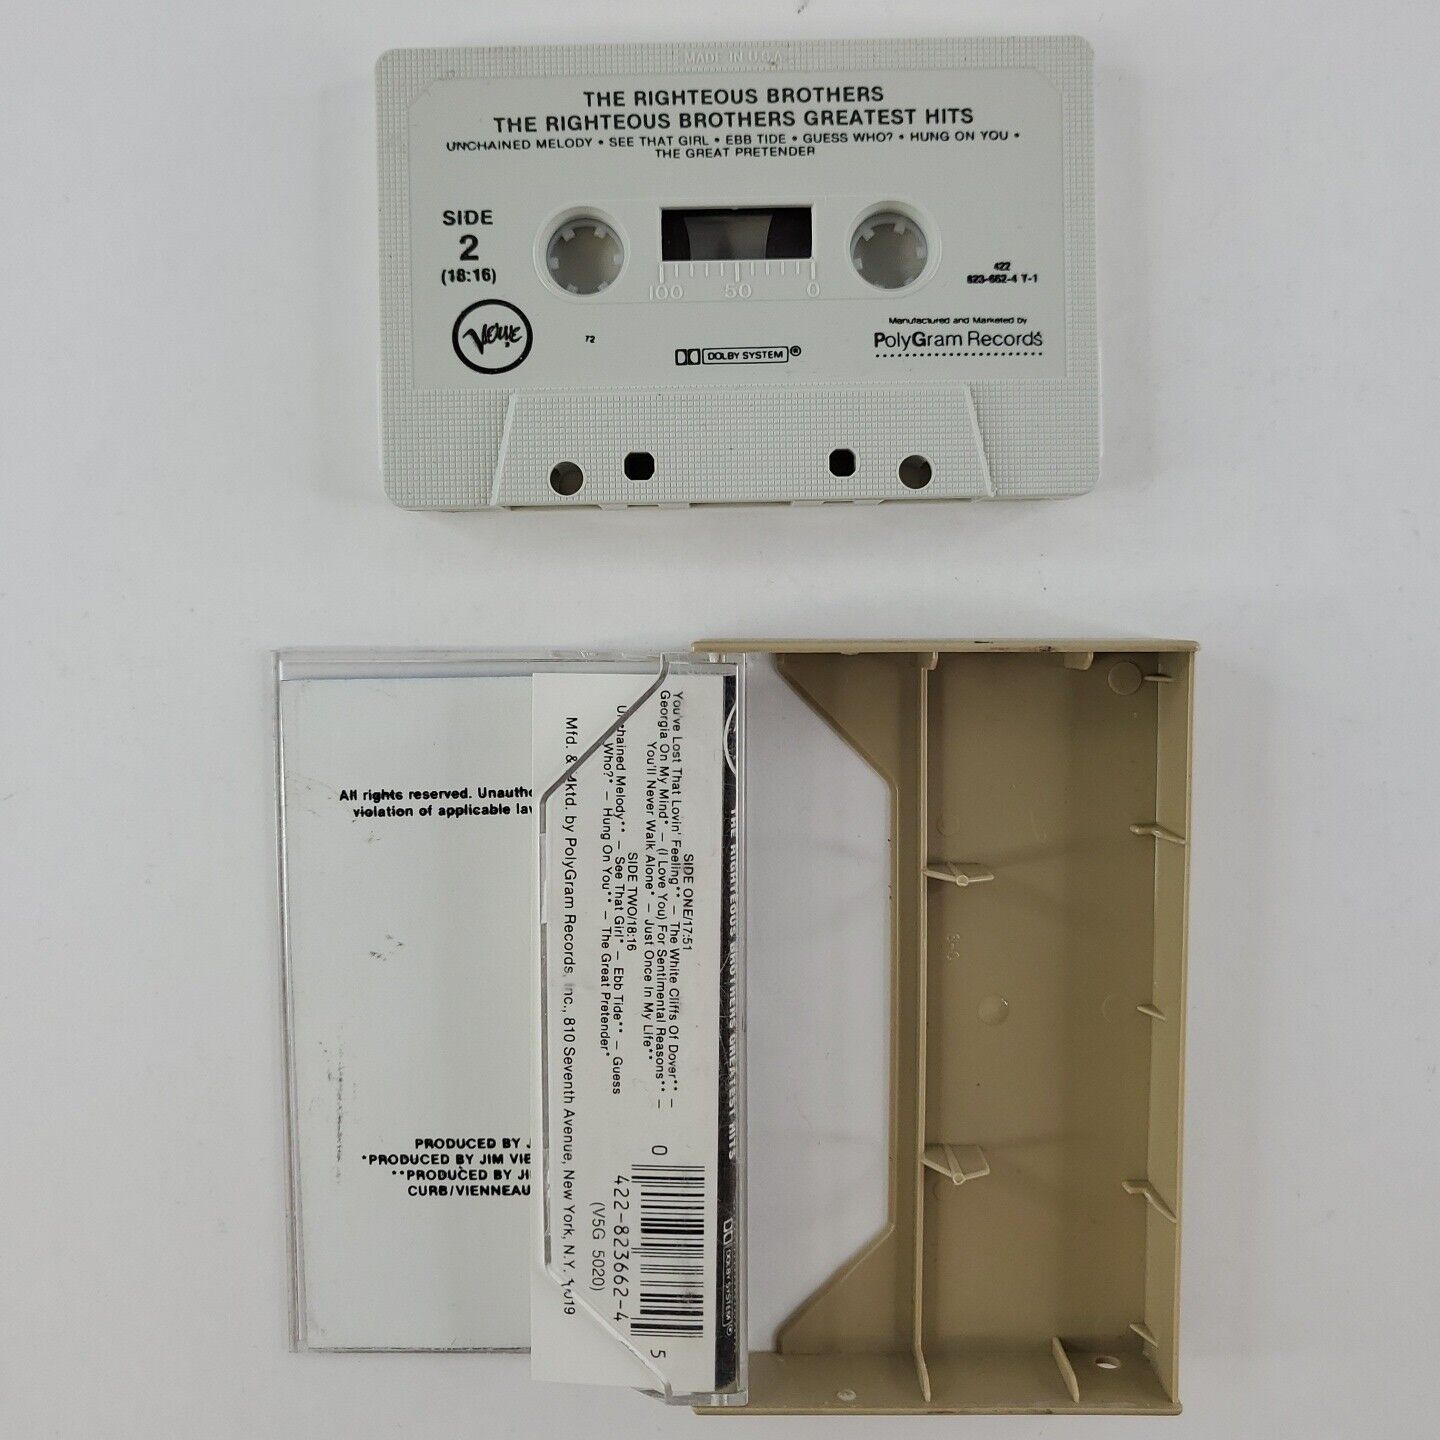 MADE IN U.S.A.
THE RIGHTEOUS BROTHERS
THE RIGHTEOUS BROTHERS GREATEST HITS
UNCHAINED MELODY • SEE THAT GIRL • EBB TIDE • GUESS WHO? • HUNG ON YOU •
THE GREAT PRETENDER
SIDE
2
(18:16)
100 50 0
422
823-662-4 Y-1
VERVE
72
DOLBY SYSTEM®
Manufactured and Marketed by
PolyGram Records
All rights reserved. Unautho
violation of applicable law
PRODUCED BY J
*PRODUCED BY JIM VIE
**PRODUCED BY JI
CURB/VIENNEAU
THE RIGHTEOUS BROTHERS GREATEST HITS
DOLBY SYSTEM
SIDE ONE/17:51
You've Lost That Lovin' Feeling** – The White Cliffs Of Dover** –
Georgia On My Mind* – (I Love You) For Sentimental Reasons** –
You'll Never Walk Alone* – Just Once In My Life**
SIDE TWO/18:16
Unchained Melody** – See That Girl* – Ebb Tide** – Guess
Who?* – Hung On You** – The Great Pretender*
Mfd. & Mktd. by PolyGram Records, Inc., 810 Seventh Avenue, New York, N.Y. 10019
0 422-823662-4 5
(V5G 5020)